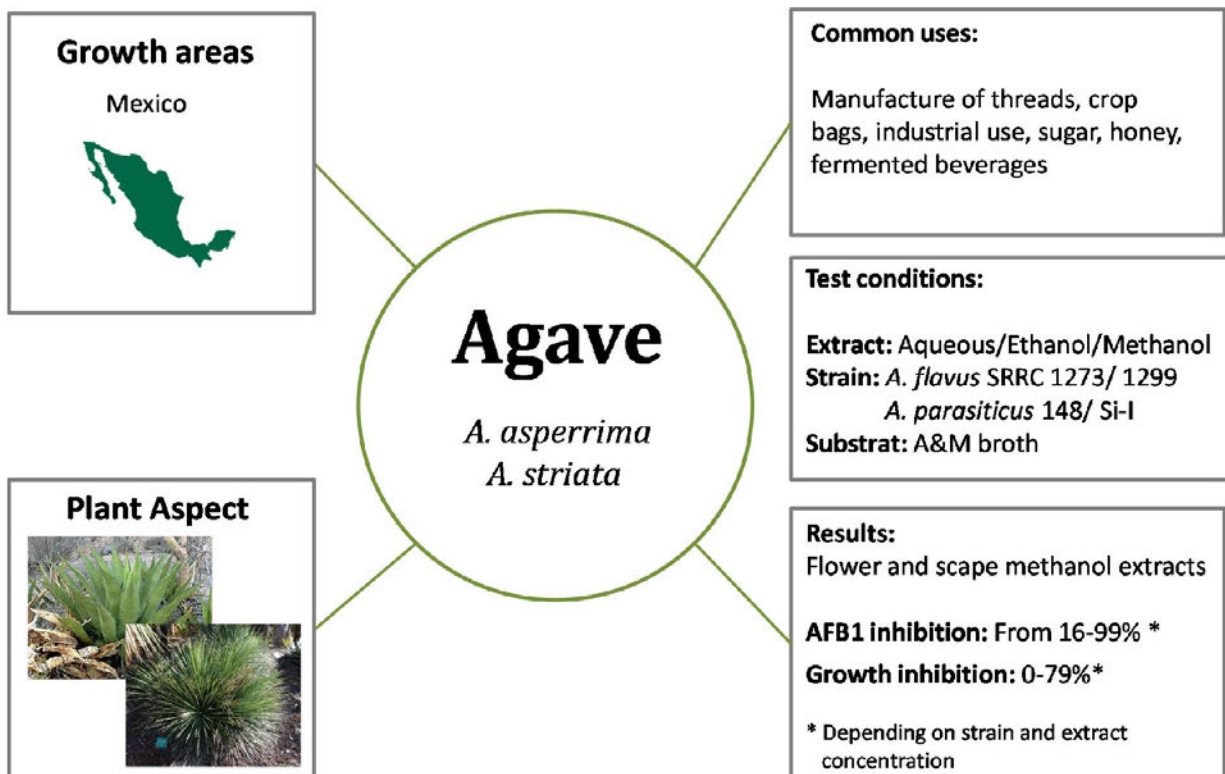 Growth areas
Mexico
Plant Aspect
Agave
A. asperrima
A. striata
Common uses:
Manufacture of threads, crop
bags, industrial use, sugar, honey,
fermented beverages
Test conditions:
Extract: Aqueous/Ethanol/Methanol
Strain: A. flavus SRRC 1273/ 1299
A. parasiticus 148/ Si-I
Substrat: A&M broth
Results:
Flower and scape methanol extracts
AFB1 inhibition: From 16-99% *
Growth inhibition: 0-79%*
* Depending on strain and extract
concentration